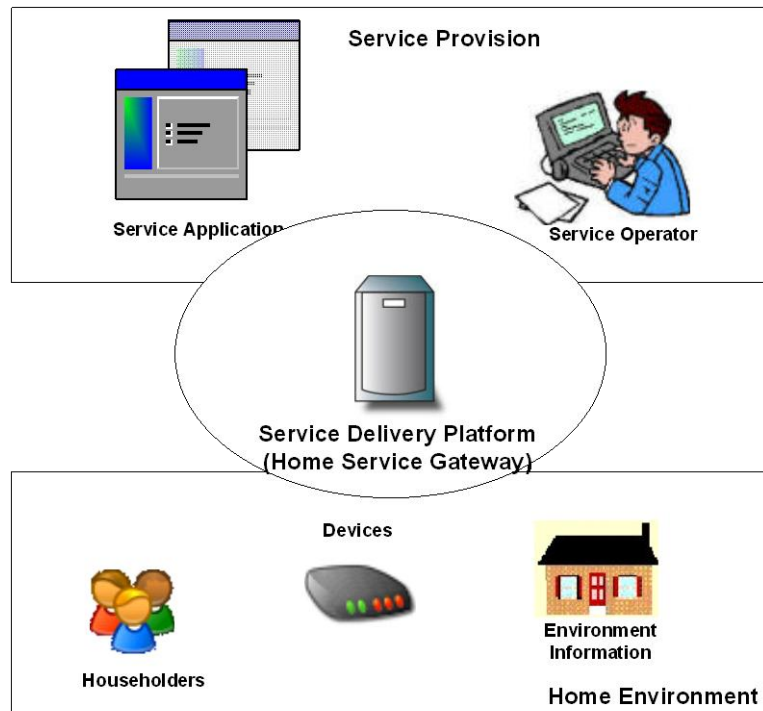 Service Provision
Service Application
Service Operator
Service Delivery Platform
(Home Service Gateway)
Devices
Householders
Environment
Information
Home Environment